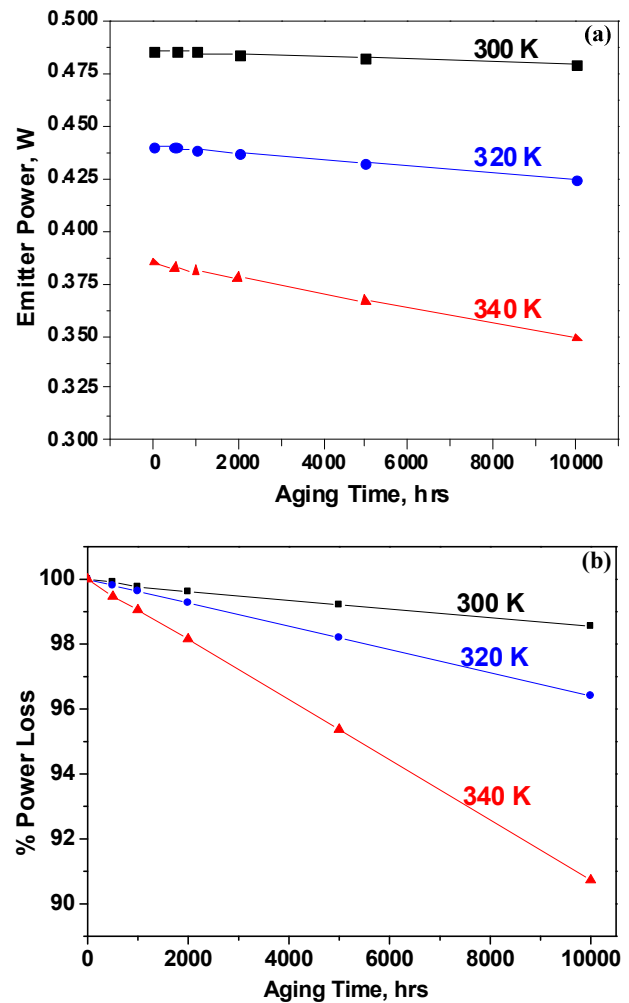 (a)
0.500
0.475
0.450
0.425
0.400
0.375
0.350
0.325
0.300
Emitter Power, W
300 K
320 K
340 K
0 2000 4000 6000 8000 10000
Aging Time, hrs
(b)
100
98
96
94
92
90
% Power Loss
300 K
320 K
340 K
0 2000 4000 6000 8000 10000
Aging Time, hrs